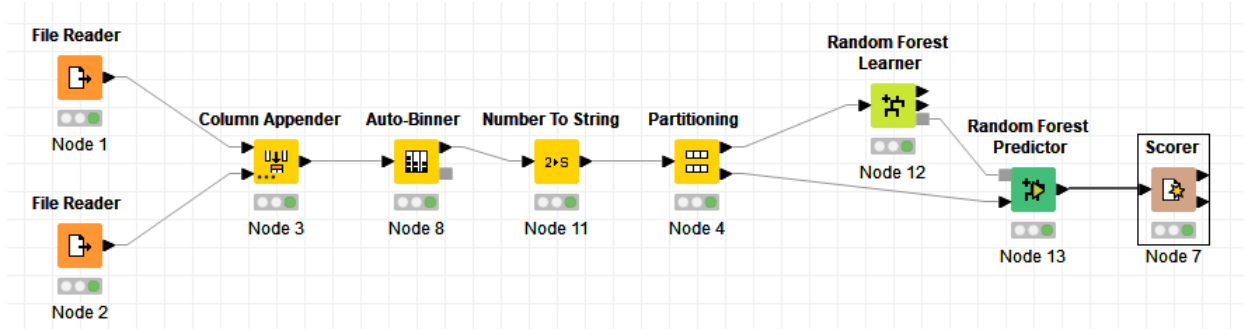 File Reader
Node 1
File Reader
Node 2
Column Appender
Node 3
Auto-Binner
Node 8
Number To String
2▸S
Node 11
Partitioning
Node 4
Random Forest
Learner
Node 12
Random Forest
Predictor
Node 13
Scorer
Node 7